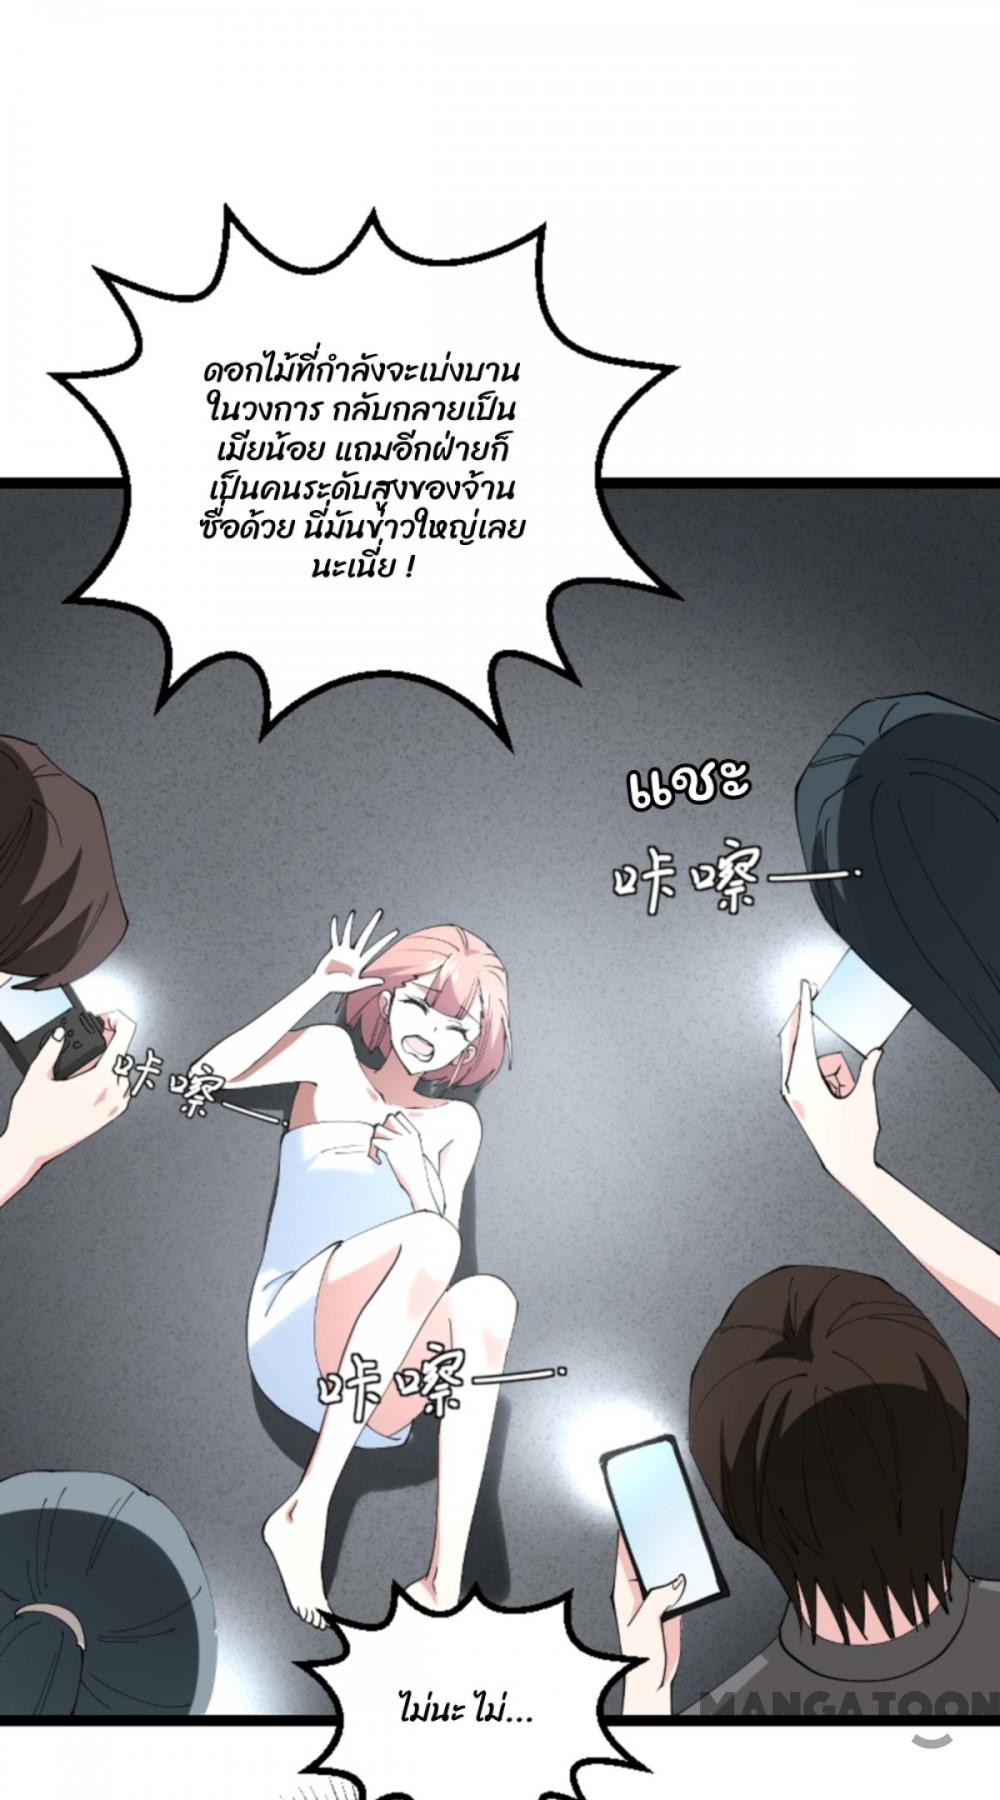 ดอกไม้ที่กำลังจะเบ่งบาน
ในวงการ กลับกลายเป็น
เมียน้อย แถมอีกฝ่ายก็
เป็นคนระดับสูงของจ้าน
ซื่อด้วย นี่มันข่าวใหญ่เลย
นะเนี่ย !
แชะ
咔嚓——
咔嚓——
咔嚓——
ไม่นะ ไม่...
MANGATOON